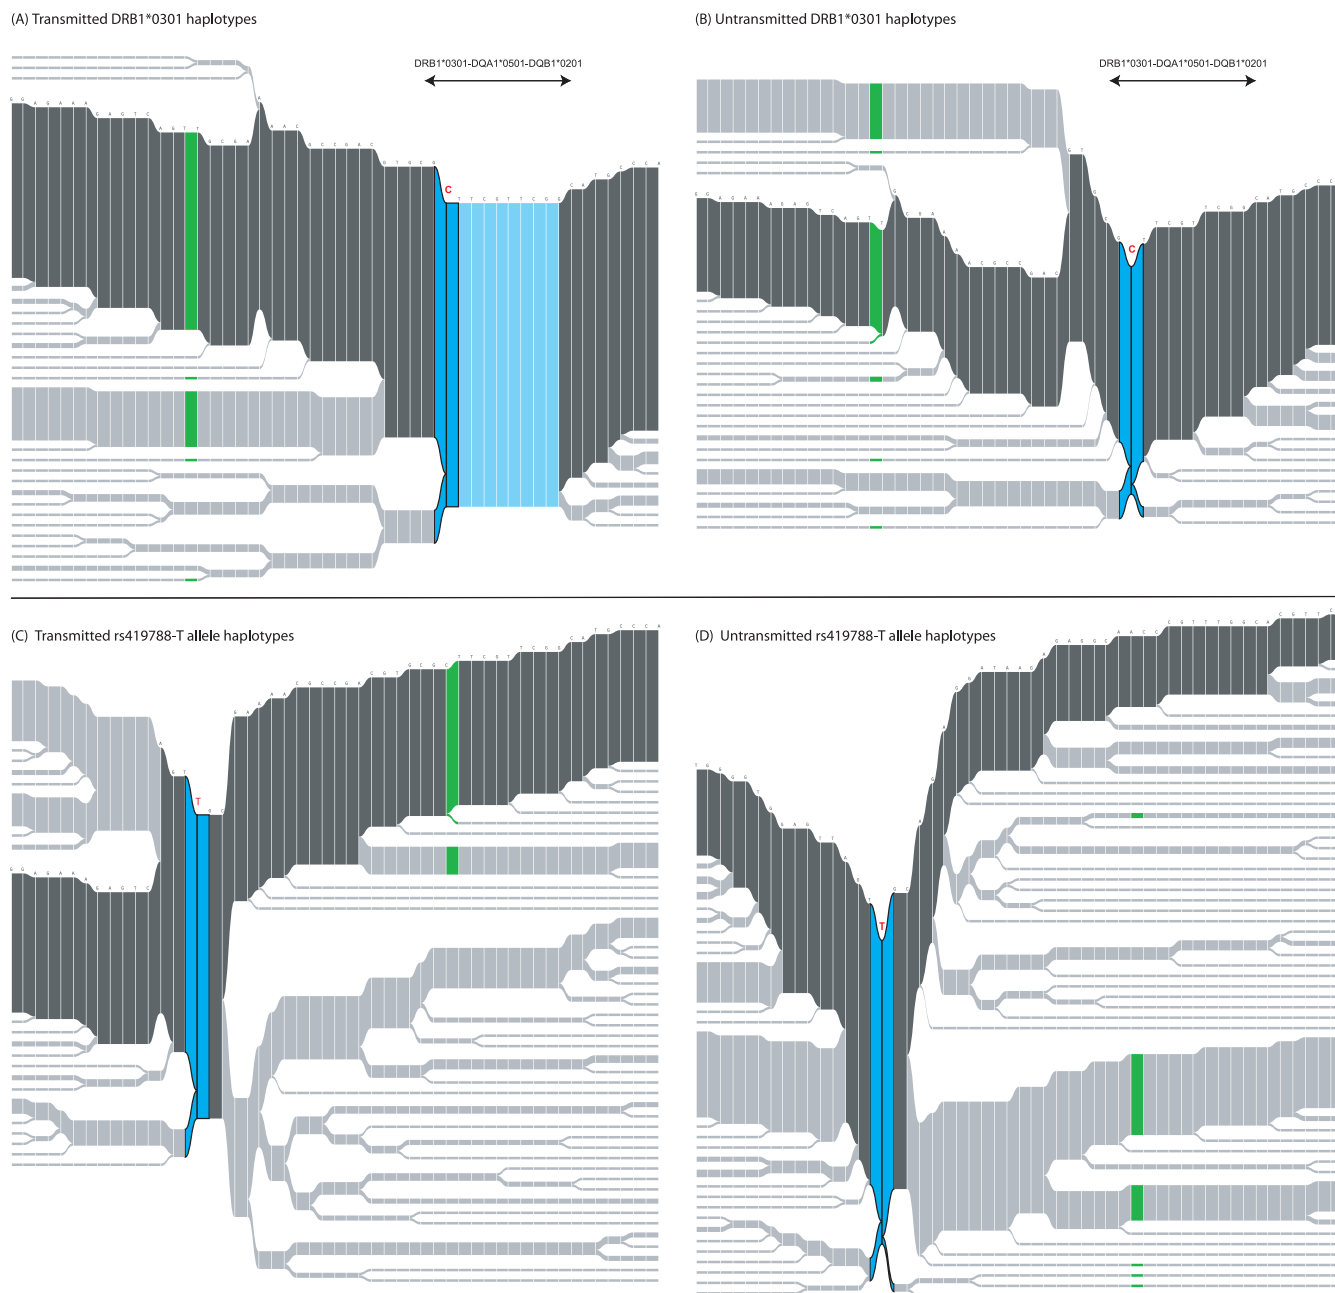 (A) Transmitted DRB1*0301 haplotypes
DRB1*0301-DQA1*0501-DQB1*0201
G G A G A A A G A G T C A G T T G C G A A A A C G C C G A C G T G C G C T T C G T T C G G C A T G C C C A
(B) Untransmitted DRB1*0301 haplotypes
DRB1*0301-DQA1*0501-DQB1*0201
G T G C G C T
G G A G A A A G A G T C A G T T G C G A A A A C G C C G A C
T C G T T C G G C A T G C C C
(C) Transmitted rs419788-T allele haplotypes
A G T T G C G A A A A C G C C G A C G T G C G C T T C G T T C G G C A T G C C C A
G G A G A A A G A G T C
(D) Untransmitted rs419788-T allele haplotypes
T G G G G T G G A G T T A G T T G C A G A G G A T A A G A G A G G C A A C C C G T T T G G C A C G T T C